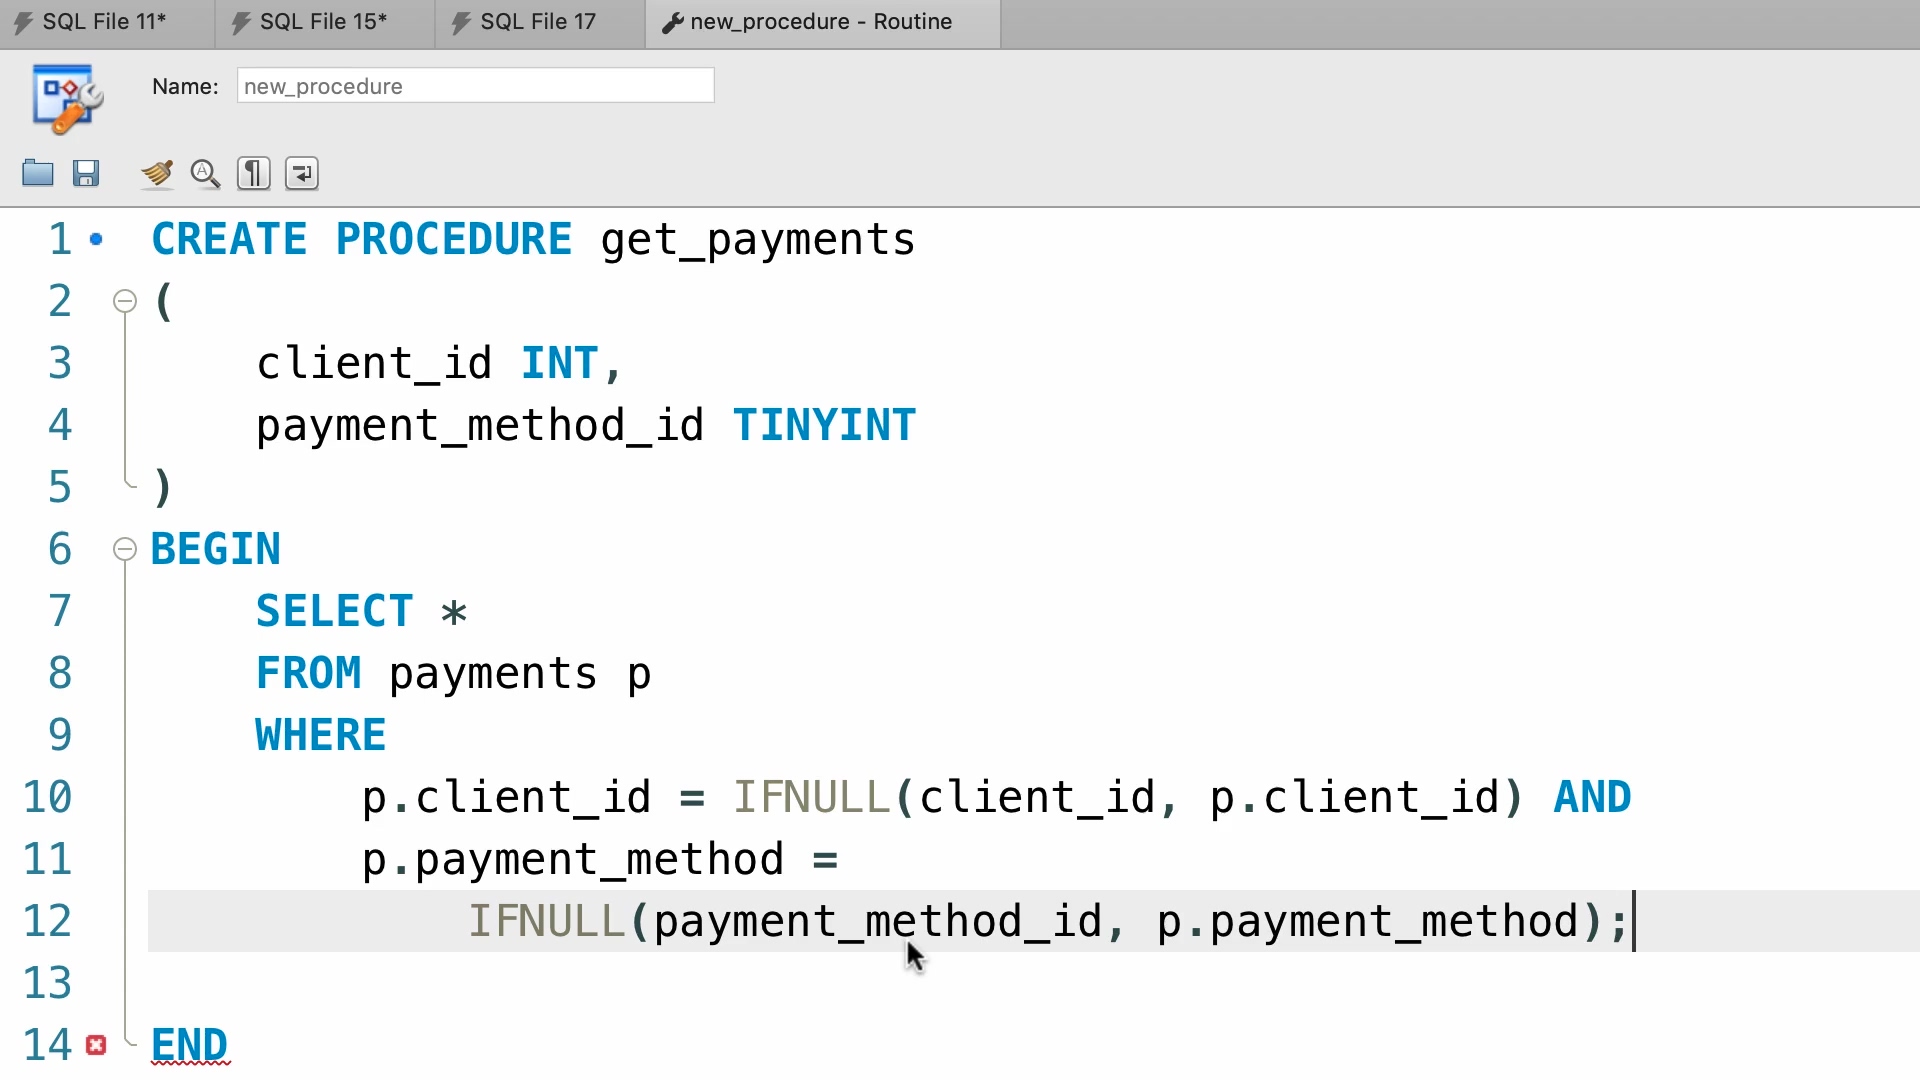 SQL File 11*
SQL File 15*
SQL File 17
new_procedure - Routine
Name: new_procedure
1 CREATE PROCEDURE get_payments
2 (
3 client_id INT,
4 payment_method_id TINYINT
5 )
6 BEGIN
7 SELECT *
8 FROM payments p
9 WHERE
10 p.client_id = IFNULL(client_id, p.client_id) AND
11 p.payment_method =
12 IFNULL(payment_method_id, p.payment_method);
13
14 END